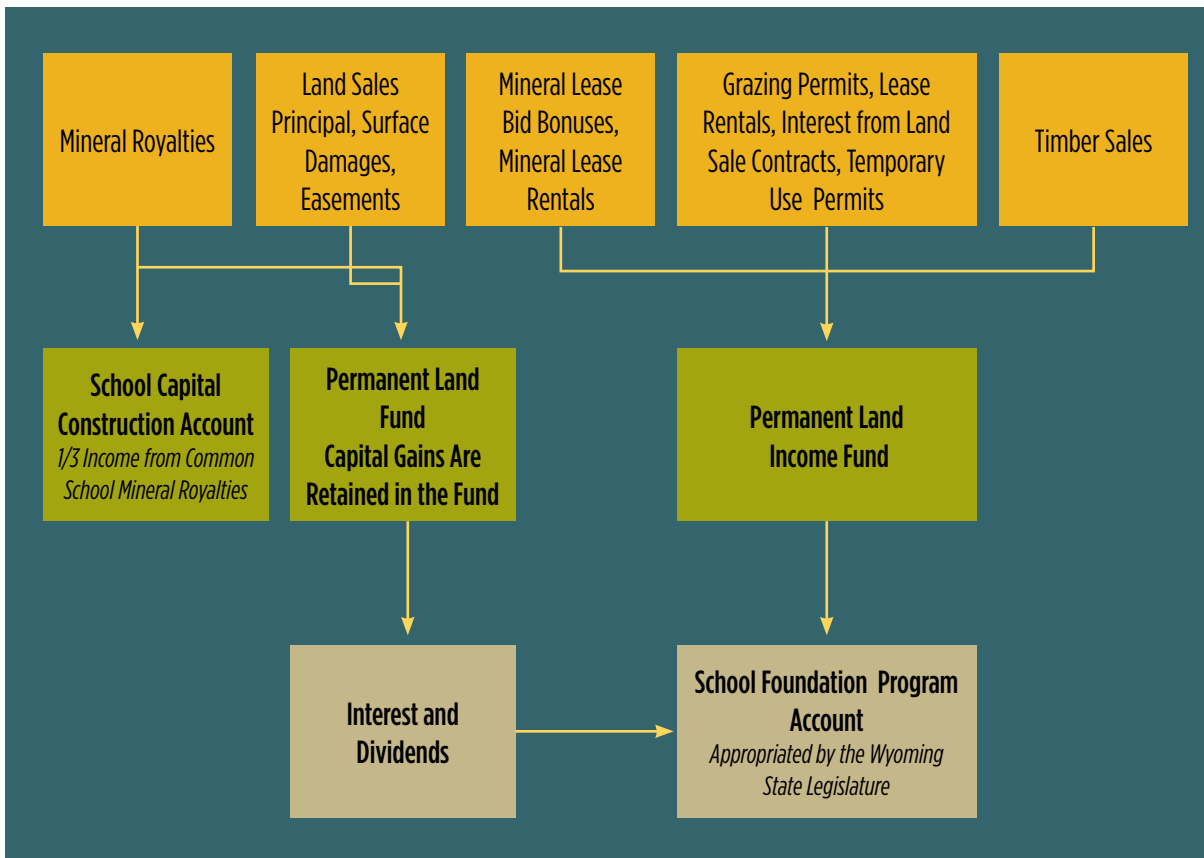 Mineral Royalties
Land Sales
Principal, Surface
Damages,
Easements
Mineral Lease
Bid Bonuses,
Mineral Lease
Rentals
Grazing Permits, Lease
Rentals, Interest from Land
Sale Contracts, Temporary
Use Permits
Timber Sales
School Capital
Construction Account
1/3 Income from Common
School Mineral Royalties
Permanent Land
Fund
Capital Gains Are
Retained in the Fund
Permanent Land
Income Fund
Interest and
Dividends
School Foundation Program
Account
Appropriated by the Wyoming
State Legislature